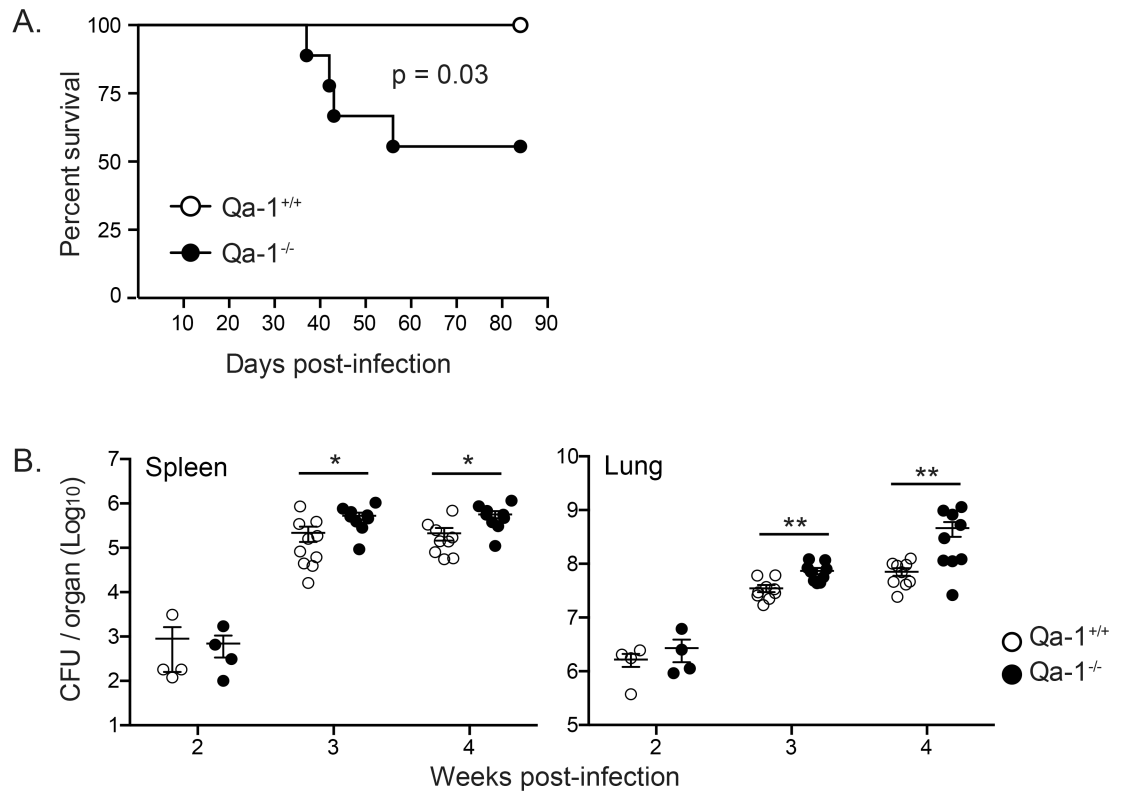 A.
100
75
50
25
0
Percent survival
p = 0.03
Qa-1+/+
Qa-1-/-
10 20 30 40 50 60 70 80 90
Days post-infection
B.
7
6
5
4
3
2
1
CFU / organ (Log10)
Spleen
*
*
2 3 4
10
9
8
7
6
5
Lung
**
**
2 3 4
Weeks post-infection
Qa-1+/+
Qa-1-/-